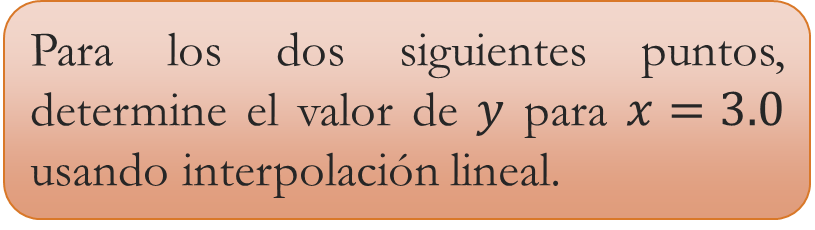 Para los dos siguientes puntos,
determine el valor de 𝑦 para 𝑥 = 3.0
usando interpolación lineal.